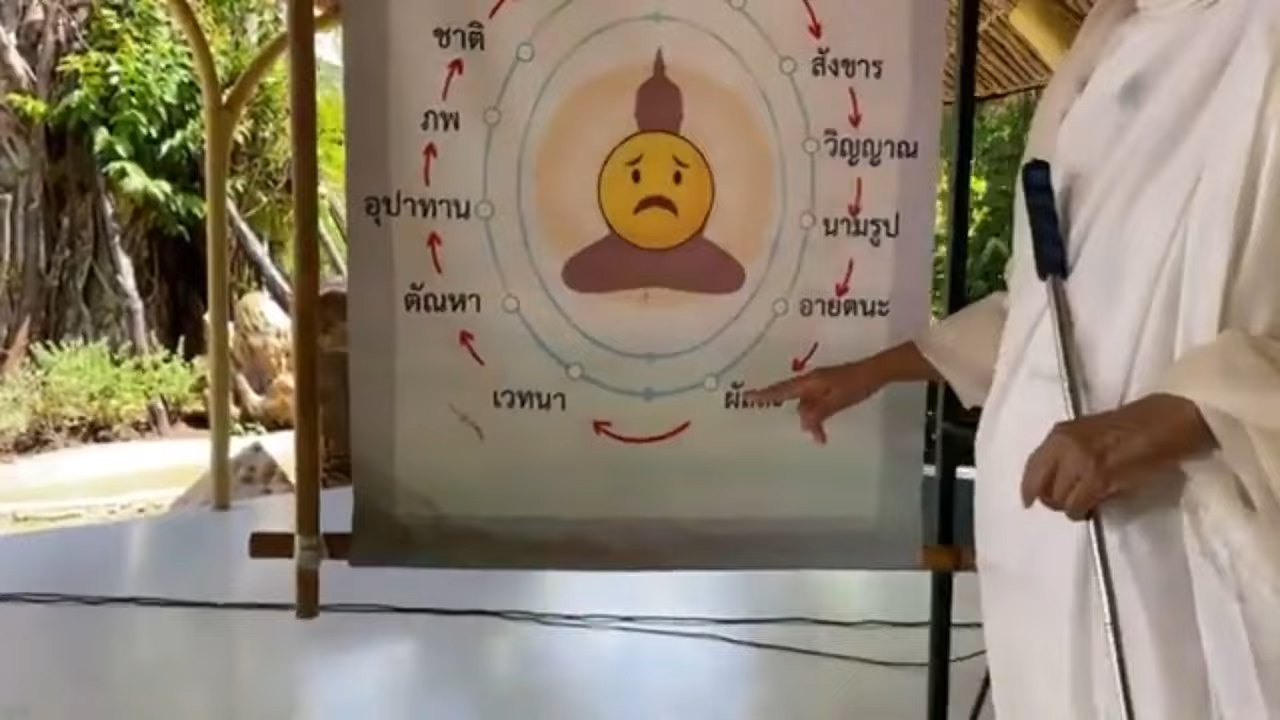 ชาติ
สังขาร
ภพ
วิญญาณ
อุปาทาน
นามรูป
ตัณหา
อายตนะ
เวทนา